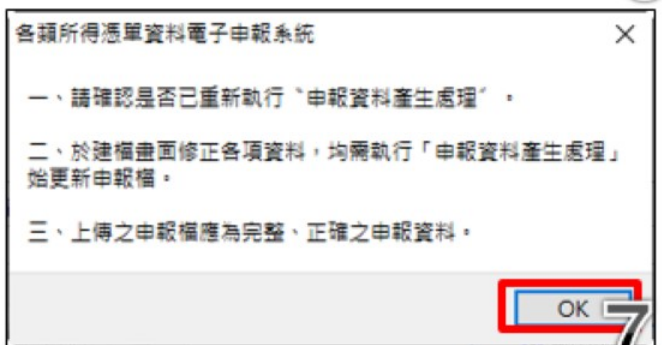 各類所得憑單資料電子申報系統
一、請確認是否已重新執行〝申報資料產生處理〞。
二、於建檔畫面修正各項資料，均需執行「申報資料產生處理」
始更新申報檔。
三、上傳之申報檔應為完整、正確之申報資料。
OK
7